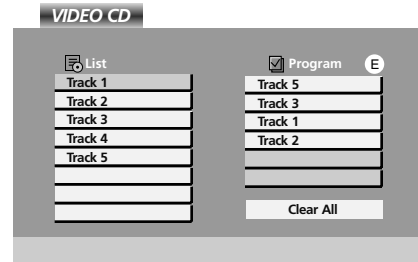 VIDEO CD
List
Track 1
Track 2
Track 3
Track 4
Track 5
Program E
Track 5
Track 3
Track 1
Track 2
Clear All